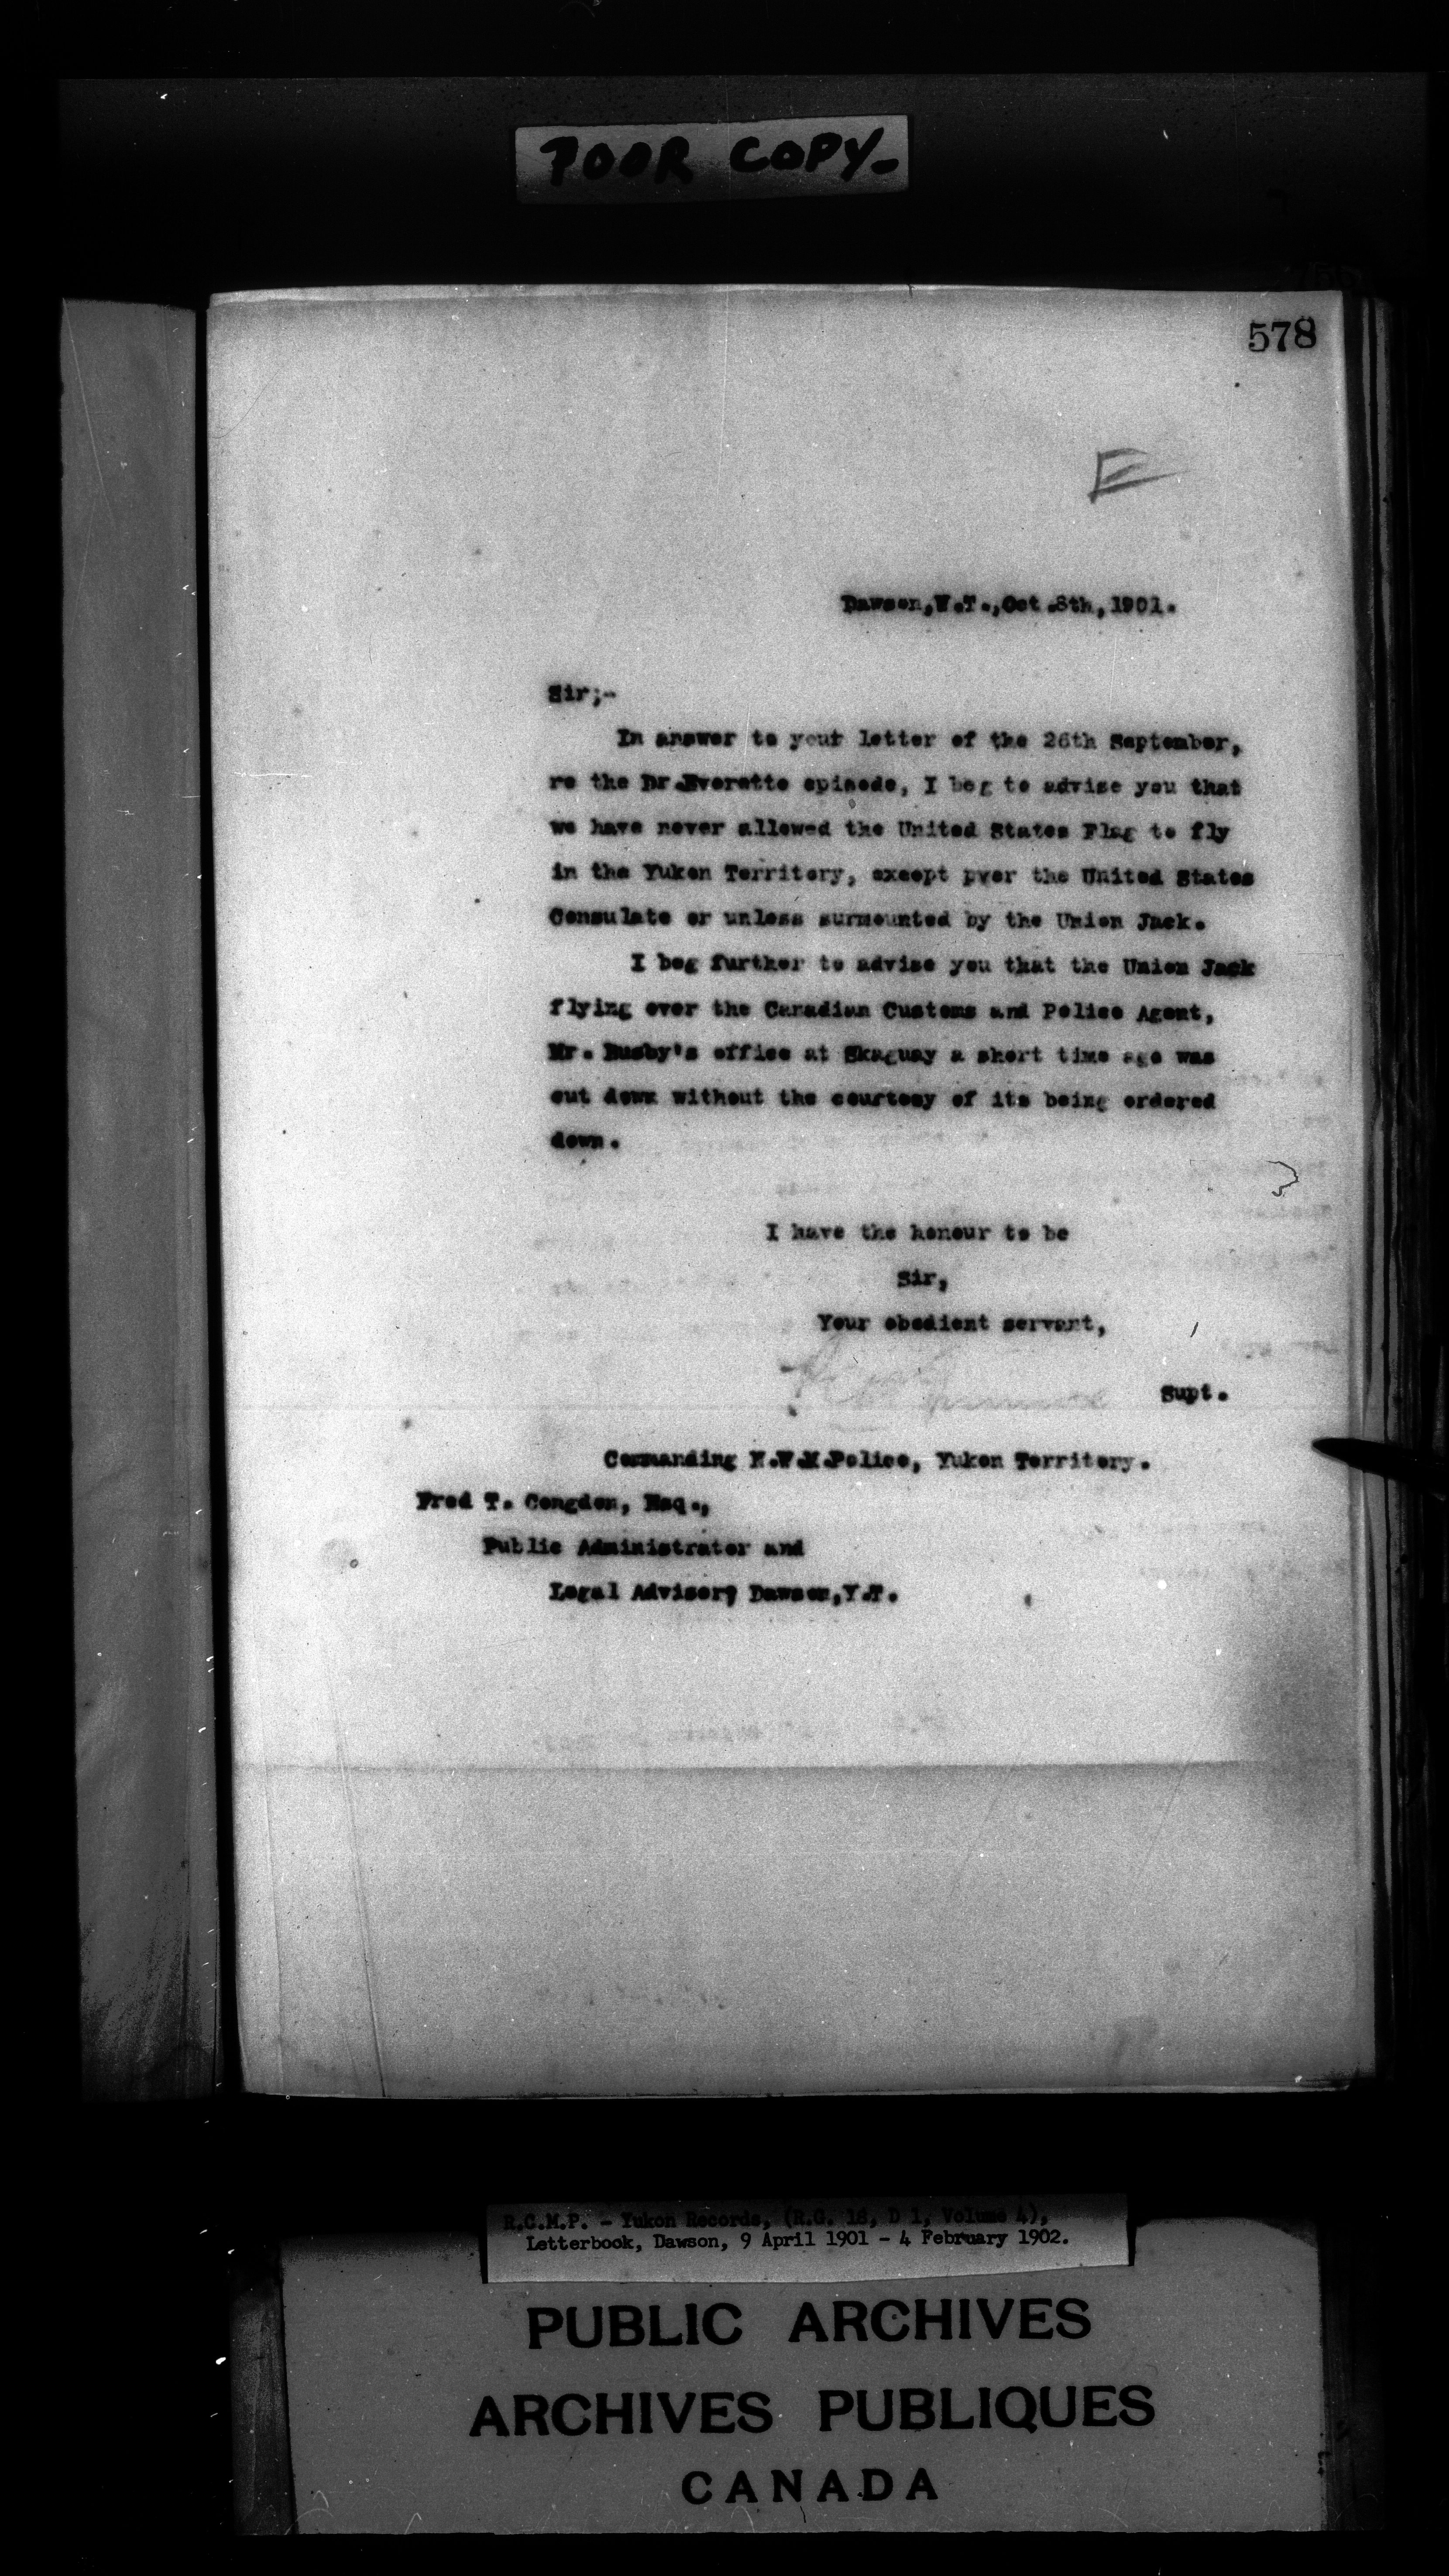 POOR COPY-
578
E
Dawson,Y.T.,Oct.8th,1901.
Sir;-
In answer to your letter of the 26th September,
re the Dr.Everette episode, I beg to advise you that
we have never allowed the United States Flag to fly
in the Yukon Territory, except pver the United States
Consulate or unless surmounted by the Union Jack.
I beg further to advise you that the Union Jack
flying over the Canadian Customs and Police Agent,
Mr. Busby's office at Skaguay a short time ago was
cut down without the courtesy of its being ordered
down.
I have the honour to be
Sir,
Your obedient servant,
Supt.
Commanding N.W.M.Police, Yukon Territory.
Fred T. Congdon, Esq.,
Public Administrator and
Legal Adviser, Dawson,Y.T.
R.C.M.P. - Yukon Records, (R.G. 18, D 1, Volume 4),
Letterbook, Dawson, 9 April 1901 - 4 February 1902.
PUBLIC ARCHIVES
ARCHIVES PUBLIQUES
CANADA